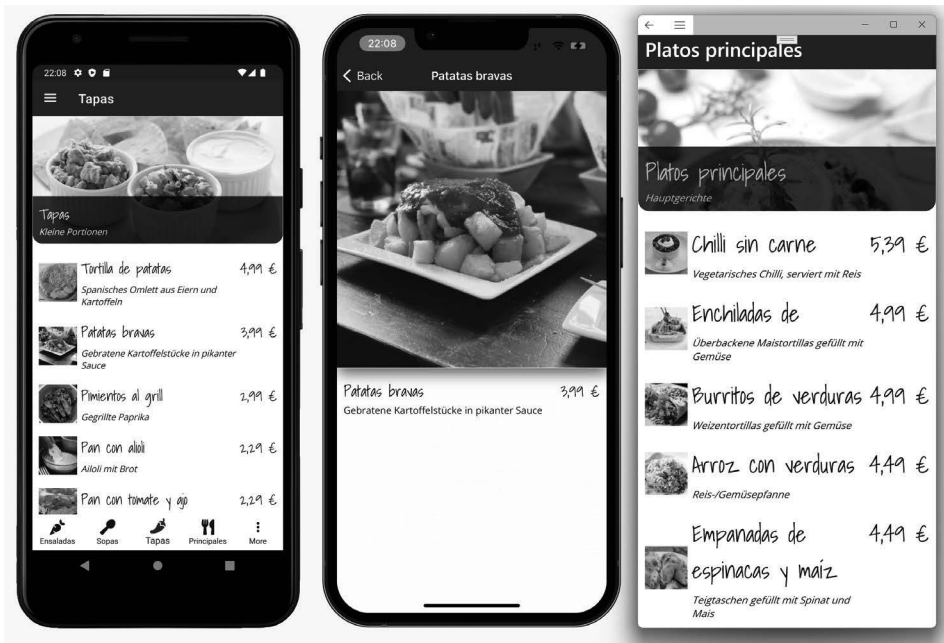 22:08
Tapas
Tapas
Kleine Portionen
Tortilla de patatas 4,99 €
Spanisches Omlett aus Eiern und
Kartoffeln
Patatas bravas 3,99 €
Gebratene Kartoffelstücke in pikanter
Sauce
Pimientos al grill 2,99 €
Gegrillte Paprika
Pan con alioli 2,29 €
Ailoli mit Brot
Pan con tomate y ajo 2,29 €
Ensaladas Sopas Tapas Principales More
22:08
Back Patatas bravas
Patatas bravas 3,99 €
Gebratene Kartoffelstücke in pikanter Sauce
Platos principales
Platos principales
Hauptgerichte
Chilli sin carne 5,39 €
Vegetarisches Chilli, serviert mit Reis
Enchiladas de 4,99 €
Überbackene Maistortillas gefüllt mit
Gemüse
Burritos de verduras 4,99 €
Weizentortillas gefüllt mit Gemüse
Arroz con verduras 4,49 €
Reis-/Gemüsepfanne
Empanadas de 4,49 €
espinacas y maíz
Teigtaschen gefüllt mit Spinat und
Mais